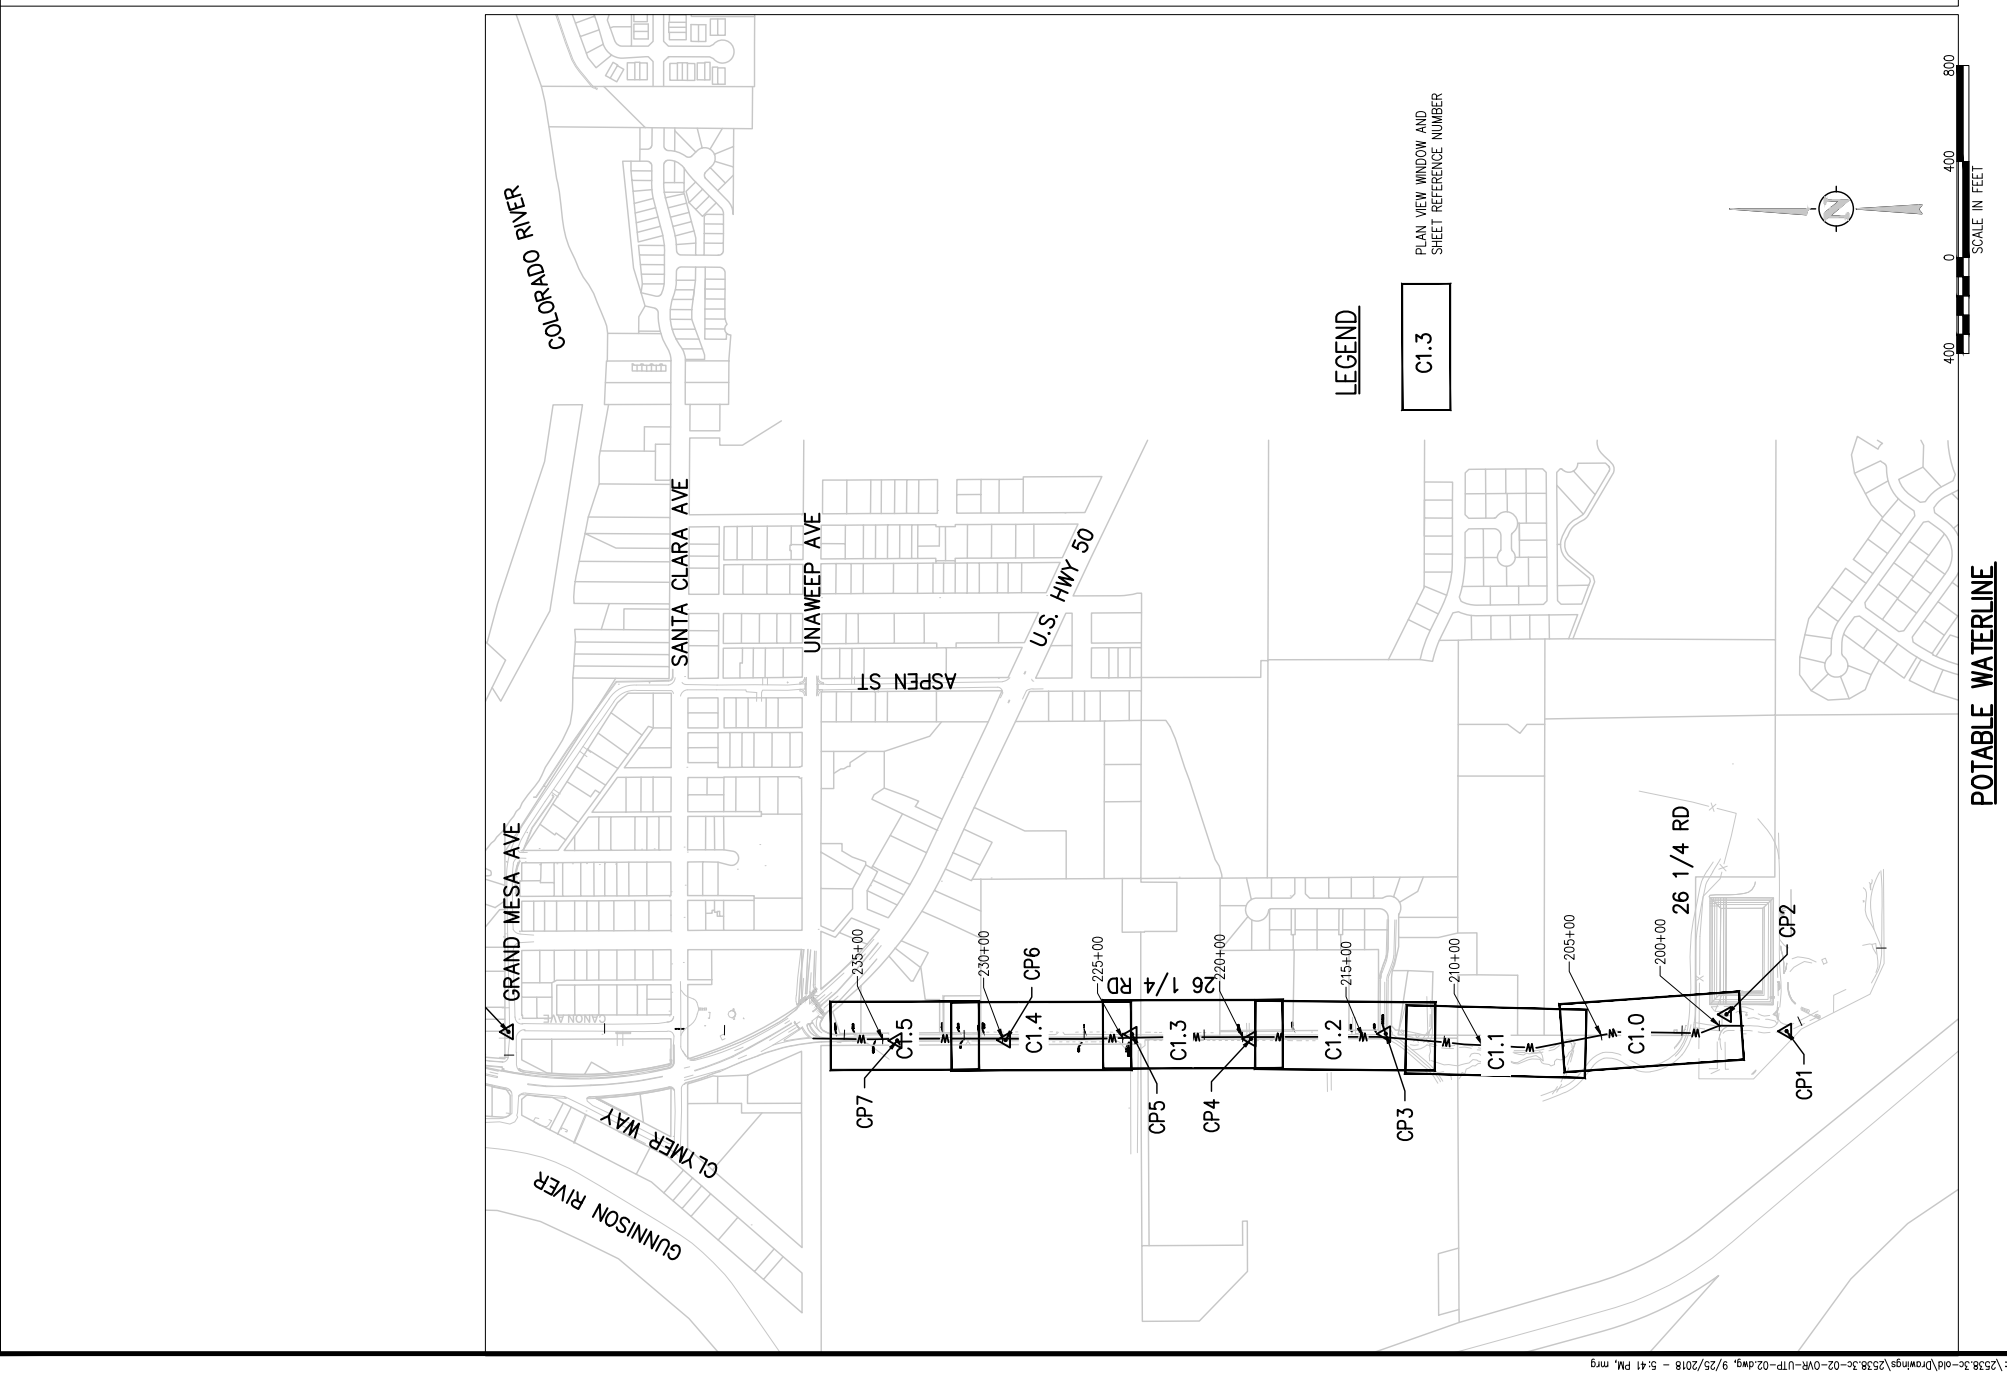 COLORADO RIVER
GRAND MESA AVE
CANON AVE
SANTA CLARA AVE
UNAWEEP AVE
ASPEN ST
U.S. HWY 50
CLYMER WAY
GUNNISON RIVER
26 1/4 RD
26 1/4 RD
235+00
230+00
225+00
220+00
215+00
210+00
205+00
200+00
CP7
CP6
CP5
CP4
CP3
CP2
CP1
C1.5
C1.4
C1.3
C1.2
C1.1
C1.0
W
W
W
W
W
W
W
W
W
W
X
X
X
LEGEND
C1.3
PLAN VIEW WINDOW AND
SHEET REFERENCE NUMBER
N
400 0 400 800
SCALE IN FEET
POTABLE WATERLINE
:\2538.3c-old\Drawings\2538.3c-02-OVR-UTP-02.dwg, 9/25/2018 - 5:41 PM, mrg